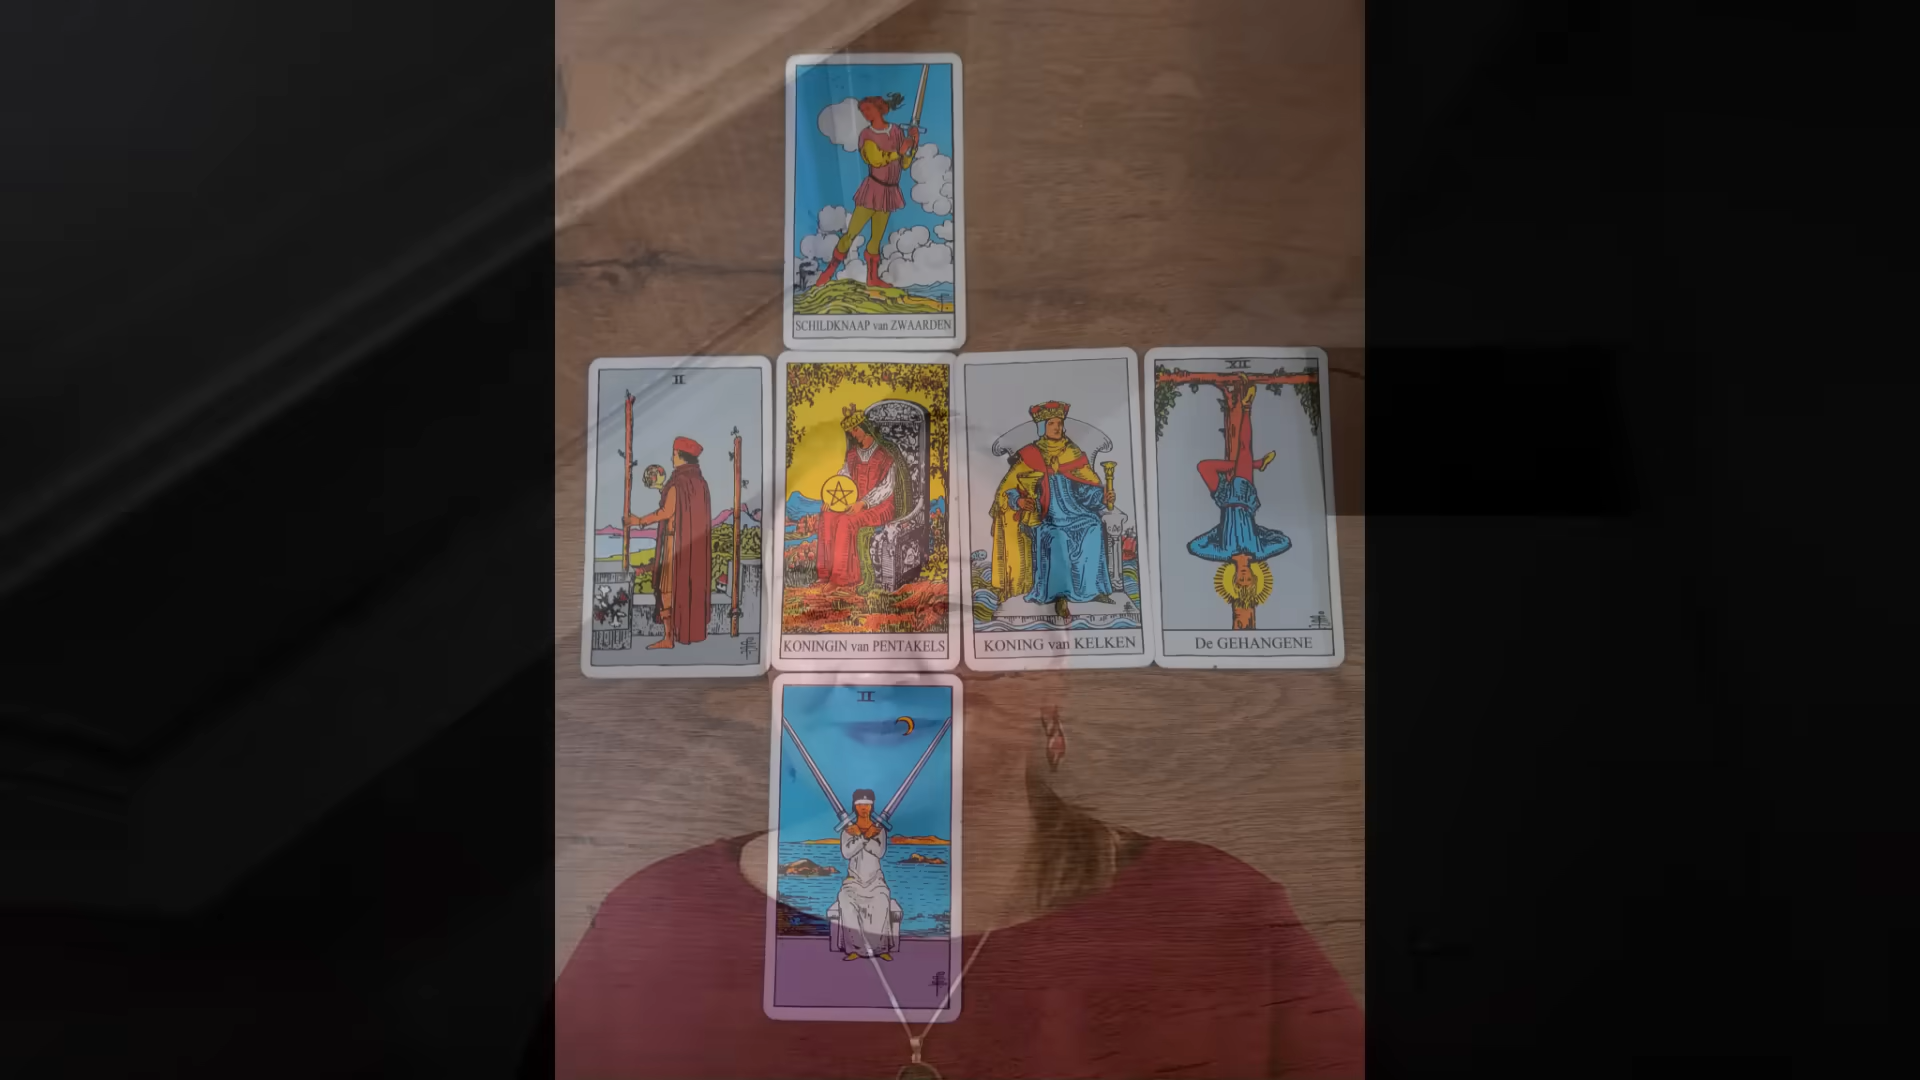 SCHILDKNAAP van ZWAARDEN
II
KONINGIN van PENTAKELS
KONING van KELKEN
XII
De GEHANGENE
II